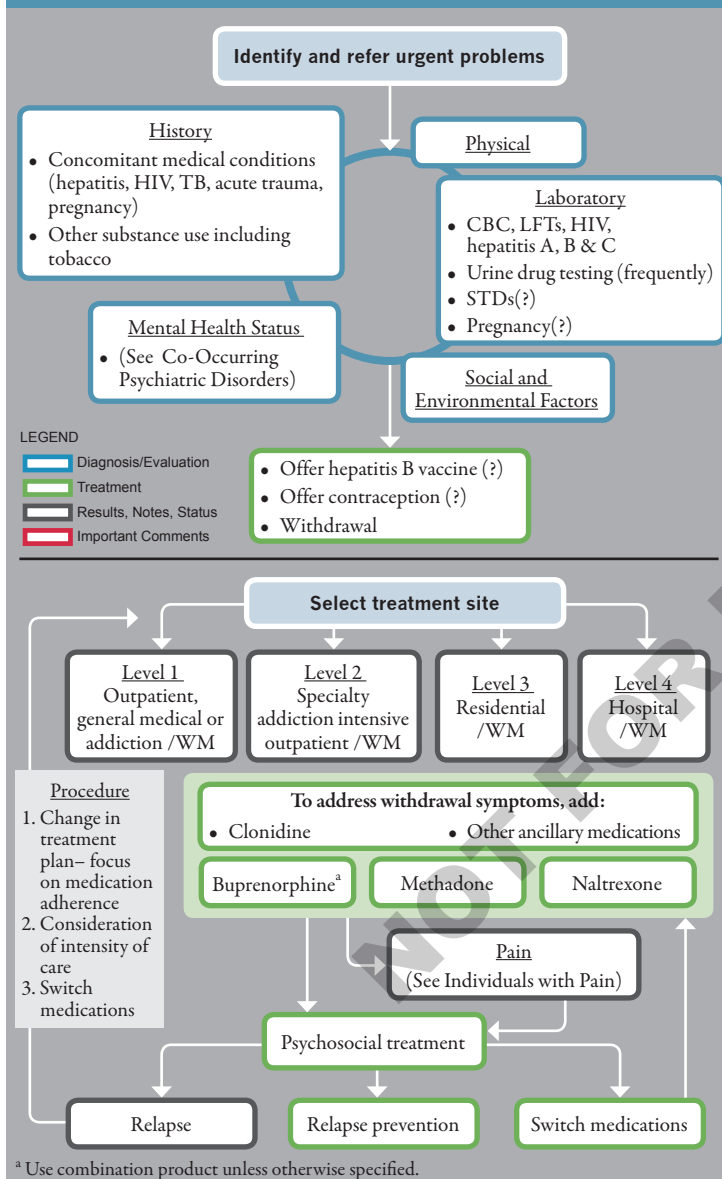 Identify and refer urgent problems
History
• Concomitant medical conditions
(hepatitis, HIV, TB, acute trauma,
pregnancy)
• Other substance use including
tobacco
Physical
Laboratory
• CBC, LFTs, HIV,
hepatitis A, B & C
• Urine drug testing (frequently)
• STDs(?)
• Pregnancy(?)
Mental Health Status
• (See Co-Occurring
Psychiatric Disorders)
Social and
Environmental Factors
LEGEND
Diagnosis/Evaluation
Treatment
Results, Notes, Status
Important Comments
• Offer hepatitis B vaccine (?)
• Offer contraception (?)
• Withdrawal
Select treatment site
Level 1
Outpatient,
general medical or
addiction /WM
Level 2
Specialty
addiction intensive
outpatient /WM
Level 3
Residential
/WM
Level 4
Hospital
/WM
Procedure
1. Change in
treatment
plan– focus
on medication
adherence
2. Consideration
of intensity of
care
3. Switch
medications
To address withdrawal symptoms, add:
• Clonidine
• Other ancillary medications
Buprenorphineᵃ
Methadone
Naltrexone
Pain
(See Individuals with Pain)
Psychosocial treatment
Relapse
Relapse prevention
Switch medications
ᵃ Use combination product unless otherwise specified.
NOT FOR